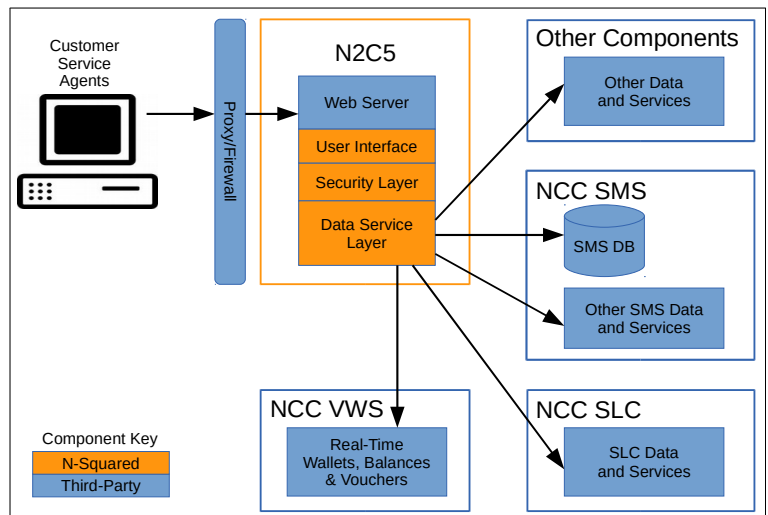 Customer
Service
Agents
Proxy/Firewall
N2C5
Web Server
User Interface
Security Layer
Data Service
Layer
Other Components
Other Data
and Services
NCC SMS
SMS DB
Other SMS Data
and Services
NCC VWS
Real-Time
Wallets, Balances
& Vouchers
NCC SLC
SLC Data
and Services
Component Key
N-Squared
Third-Party